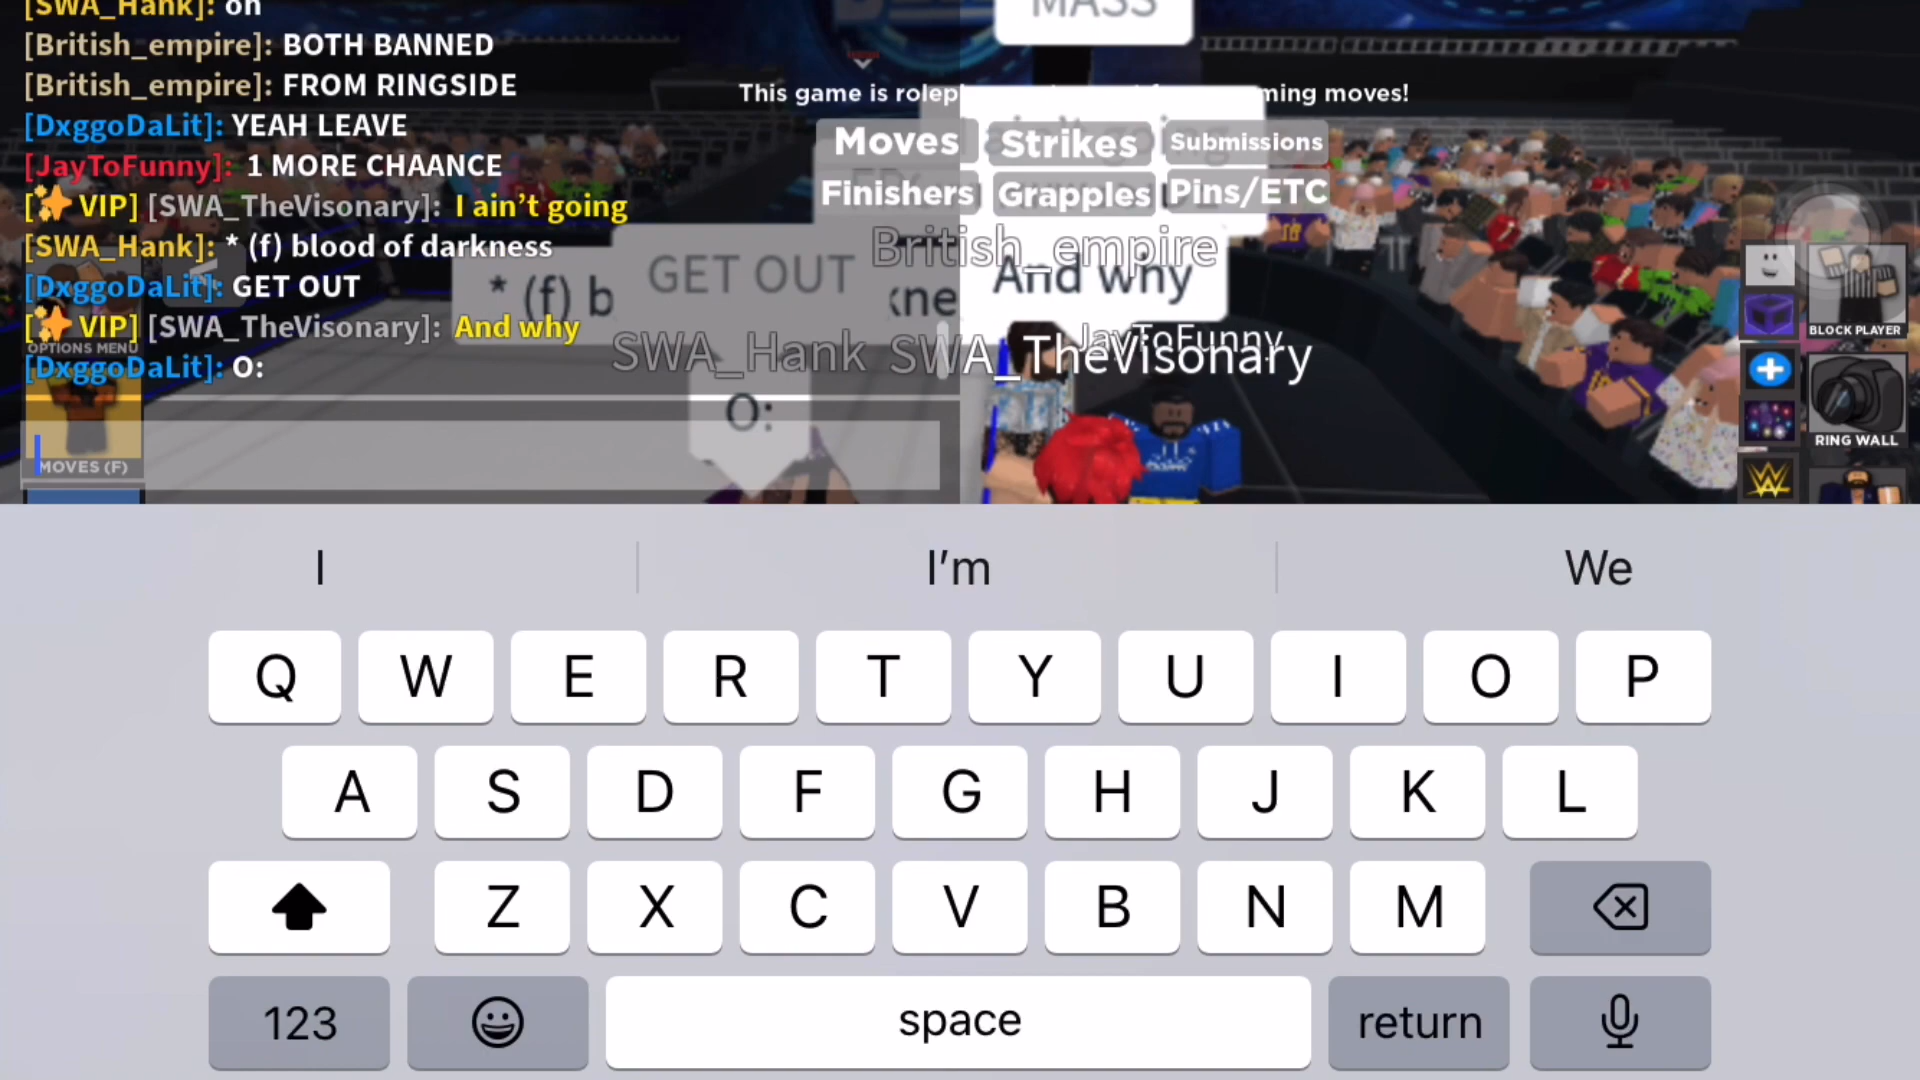 [SWA_Hank]: oh
[British_empire]: BOTH BANNED
[British_empire]: FROM RINGSIDE
[DxggoDaLit]: YEAH LEAVE
[JayToFunny]: 1 MORE CHAANCE
[✨ VIP] [SWA_TheVisonary]: I ain’t going
[SWA_Hank]: * (f) blood of darkness
[DxggoDaLit]: GET OUT
[✨ VIP] [SWA_TheVisonary]: And why
OPTIONS MENU
[DxggoDaLit]: O:
MOVES (F)
MASS
This game is ming moves!
Moves Strikes Submissions
Finishers Grapples Pins/ETC
British_empire
* (f) b
GET OUT
And why
SWA_Hank
JayToFunny
SWA_TheVisonary
O:
BLOCK PLAYER
RING WALL
I I’m We
Q W E R T Y U I O P
A S D F G H J K L
Z X C V B N M
123 space return